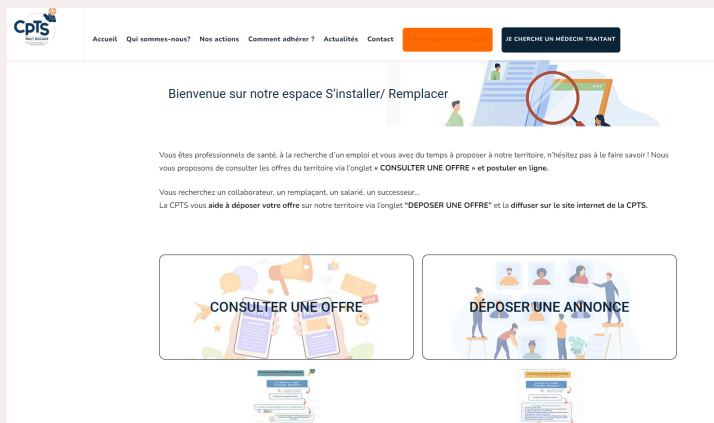 CPTS
Accueil Qui sommes-nous? Nos actions Comment adhérer ? Actualités Contact
JE CHERCHE UN MÉDECIN TRAITANT
Bienvenue sur notre espace S'installer/ Remplacer
Vous êtes professionnels de santé, à la recherche d'un emploi et vous avez du temps à proposer à notre territoire, n'hésitez pas à le faire savoir ! Nous
vous proposons de consulter les offres du territoire via l'onglet « CONSULTER UNE OFFRE » et postuler en ligne.
Vous recherchez un collaborateur, un remplaçant, un salarié, un successeur...
La CPTS vous aide à déposer votre offre sur notre territoire via l'onglet "DEPOSER UNE OFFRE" et la diffuser sur le site internet de la CPTS.
CONSULTER UNE OFFRE
DÉPOSER UNE ANNONCE